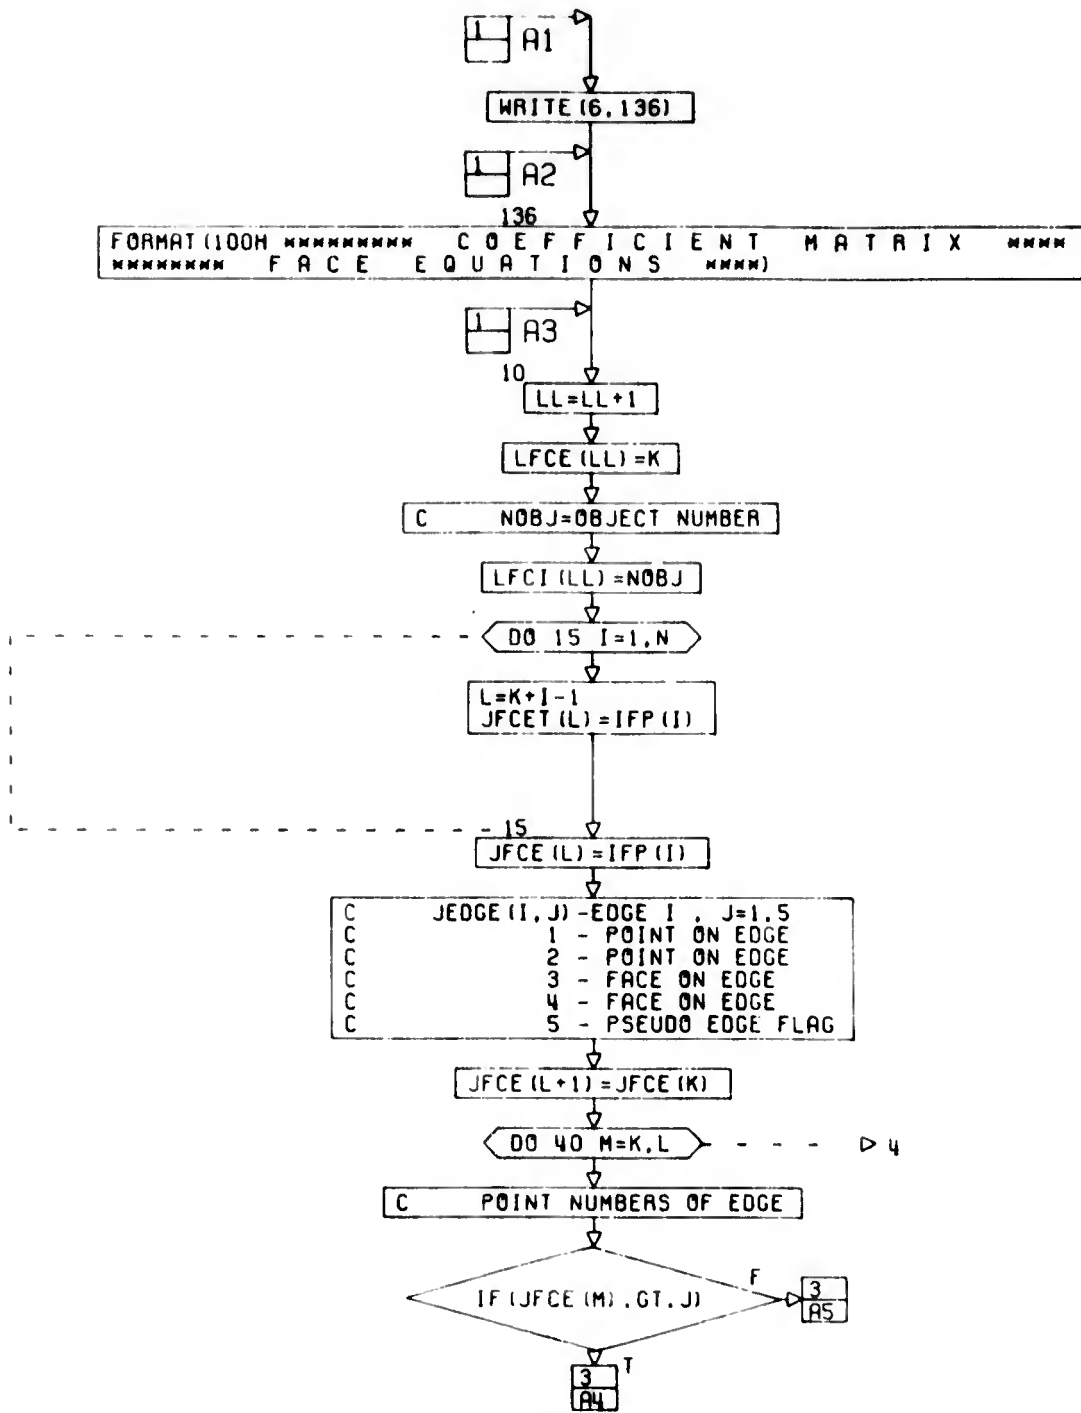 1 A1
WRITE(6,136)
1 A2
136
FORMAT(100H ********* C O E F F I C I E N T M A T R I X ****
******** F A C E E Q U A T I O N S ****)
1 A3
10
LL=LL+1
LFCE(LL)=K
C NOBJ=OBJECT NUMBER
LFCI(LL)=NOBJ
DO 15 I=1,N
L=K+I-1
JFCET(L)=IFP(I)
15
JFCE(L)=IFP(I)
C JEDGE(I,J)-EDGE I , J=1,5
C 1 - POINT ON EDGE
C 2 - POINT ON EDGE
C 3 - FACE ON EDGE
C 4 - FACE ON EDGE
C 5 - PSEUDO EDGE FLAG
JFCE(L+1)=JFCE(K)
DO 40 M=K,L 4
C POINT NUMBERS OF EDGE
F
IF(JFCE(M).GT.J) 3
A5
T
3
A4